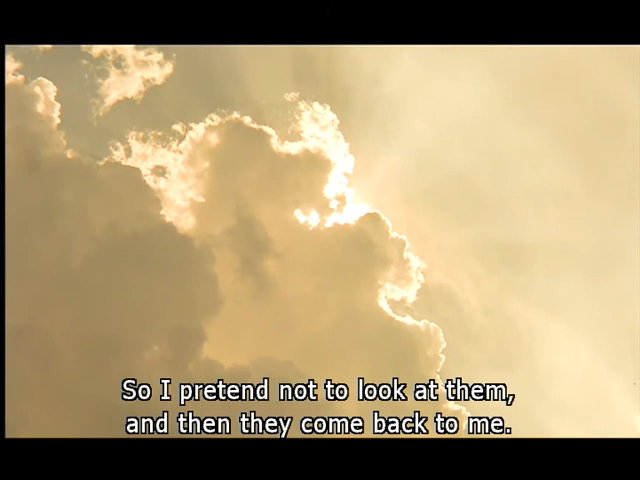 So I pretend not to look at them,
and then they come back to me.